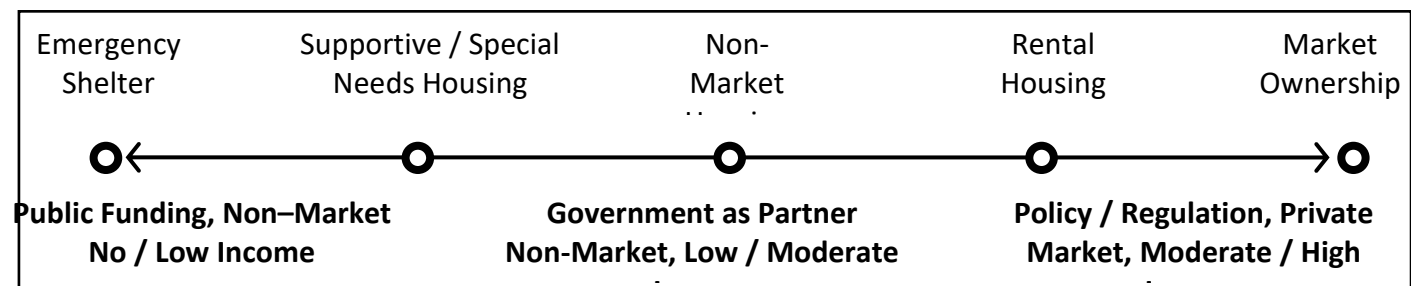 Emergency
Shelter
Supportive / Special
Needs Housing
Non-
Market
Rental
Housing
Market
Ownership
Public Funding, Non–Market
No / Low Income
Government as Partner
Non-Market, Low / Moderate
Policy / Regulation, Private
Market, Moderate / High